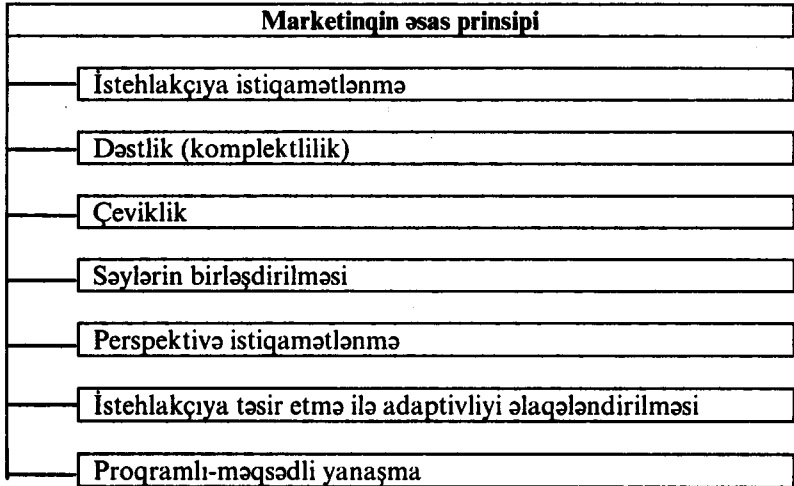 Marketinqin əsas prinsipi
İstehlakçıya istiqamətlənmə
Dəstlik (komplektlilik)
Çeviklik
Səylərin birləşdirilməsi
Perspektivə istiqamətlənmə
İstehlakçıya təsir etmə ilə adaptivliyi əlaqələndirilməsi
Proqramlı-məqsədli yanaşma